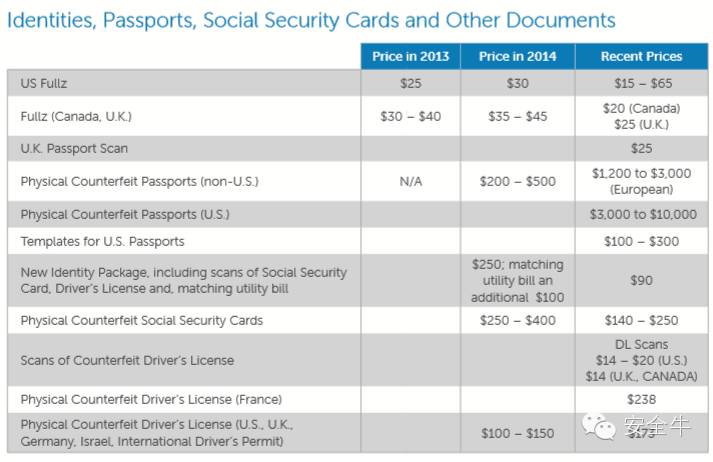 Identities, Passports, Social Security Cards and Other Documents
Price in 2013 Price in 2014 Recent Prices
US Fullz $25 $30 $15 – $65
Fullz (Canada, U.K.) $30 – $40 $35 – $45 $20 (Canada)
$25 (U.K.)
U.K. Passport Scan $25
Physical Counterfeit Passports (non-U.S.) N/A $200 – $500 $1,200 to $3,000
(European)
Physical Counterfeit Passports (U.S.) $3,000 to $10,000
Templates for U.S. Passports $100 – $300
New Identity Package, including scans of Social Security
Card, Driver's License and, matching utility bill
$250; matching
utility bill an
additional $100
$90
Physical Counterfeit Social Security Cards $250 – $400 $140 – $250
Scans of Counterfeit Driver's License
DL Scans
$14 – $20 (U.S.)
$14 (U.K., CANADA)
Physical Counterfeit Driver's License (France) $238
Physical Counterfeit Driver's License (U.S., U.K.,
Germany, Israel, International Driver's Permit)
$100 – $150 $173
安全牛